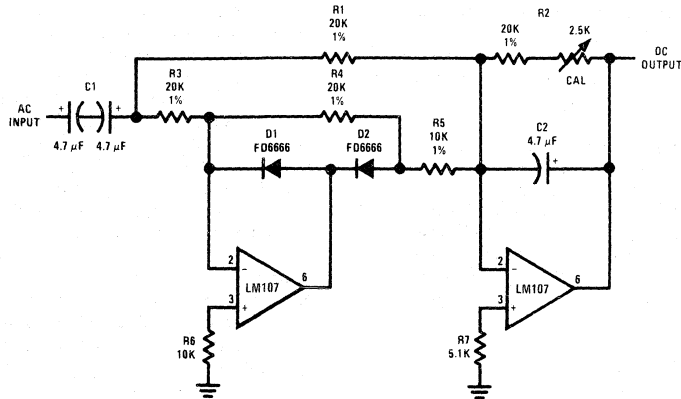 R1
20K
1%
R2
20K
1%
2.5K
CAL
DC
OUTPUT
C1
AC
INPUT
+
+
4.7 µF
4.7 µF
R3
20K
1%
R4
20K
1%
D1
FD6666
D2
FD6666
R5
10K
1%
C2
4.7 µF
+
2
−
LM107
6
3
+
R6
10K
2
−
LM107
6
3
+
R7
5.1K